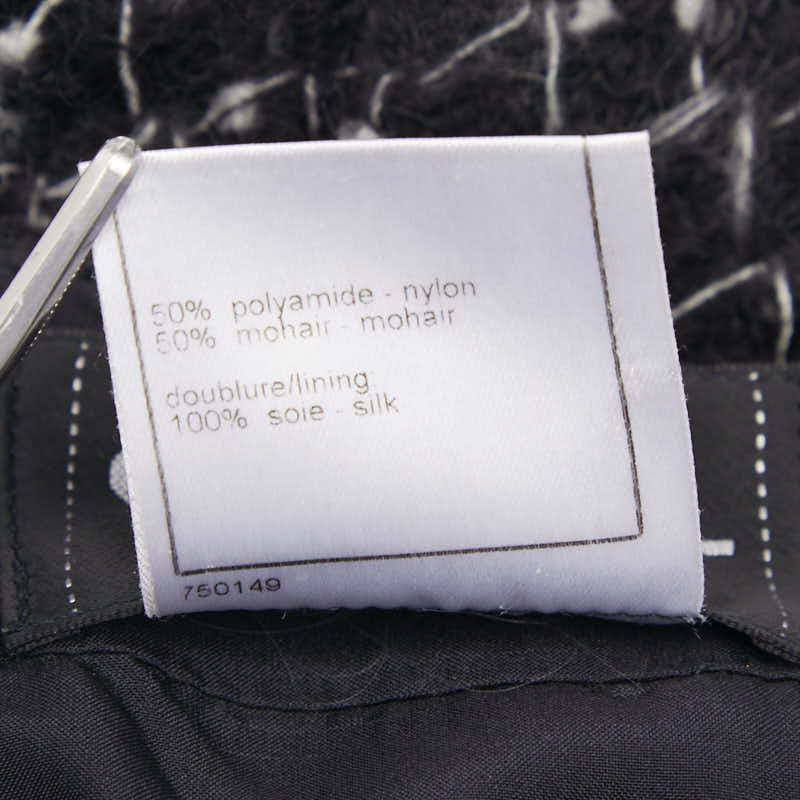 50% polyamide - nylon
50% mohair - mohair
doublure/lining:
100% soie - silk
750149